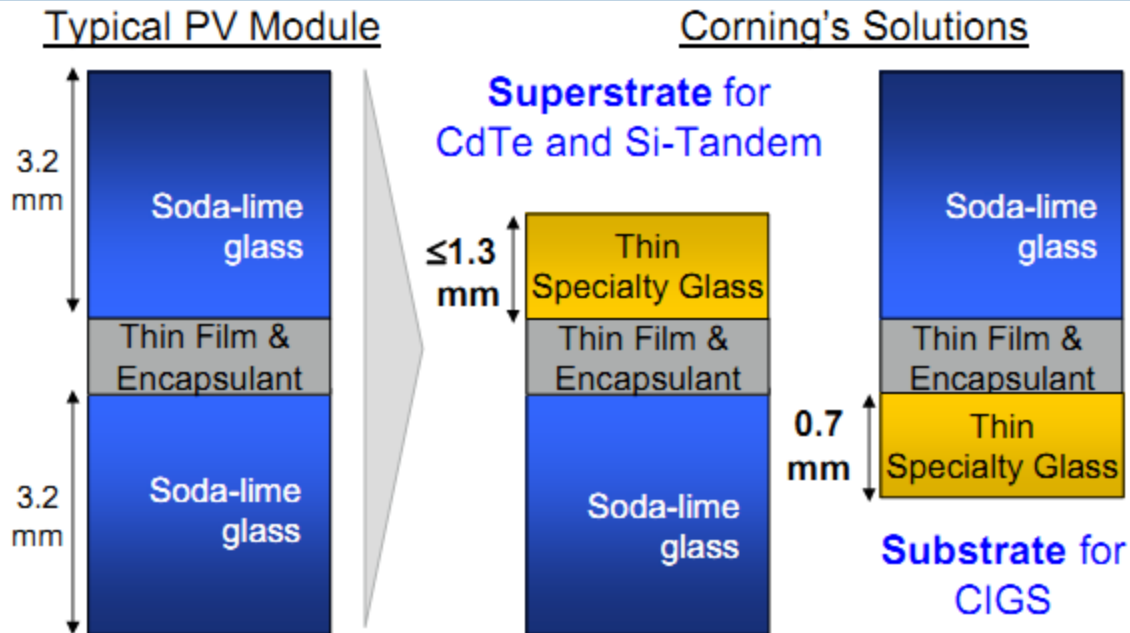 Typical PV Module
Corning's Solutions
3.2
mm
Soda-lime
glass
Thin Film &
Encapsulant
3.2
mm
Soda-lime
glass
Superstrate for
CdTe and Si-Tandem
≤1.3
mm
Thin
Specialty Glass
Thin Film &
Encapsulant
Soda-lime
glass
Soda-lime
glass
Thin Film &
Encapsulant
0.7
mm
Thin
Specialty Glass
Substrate for
CIGS